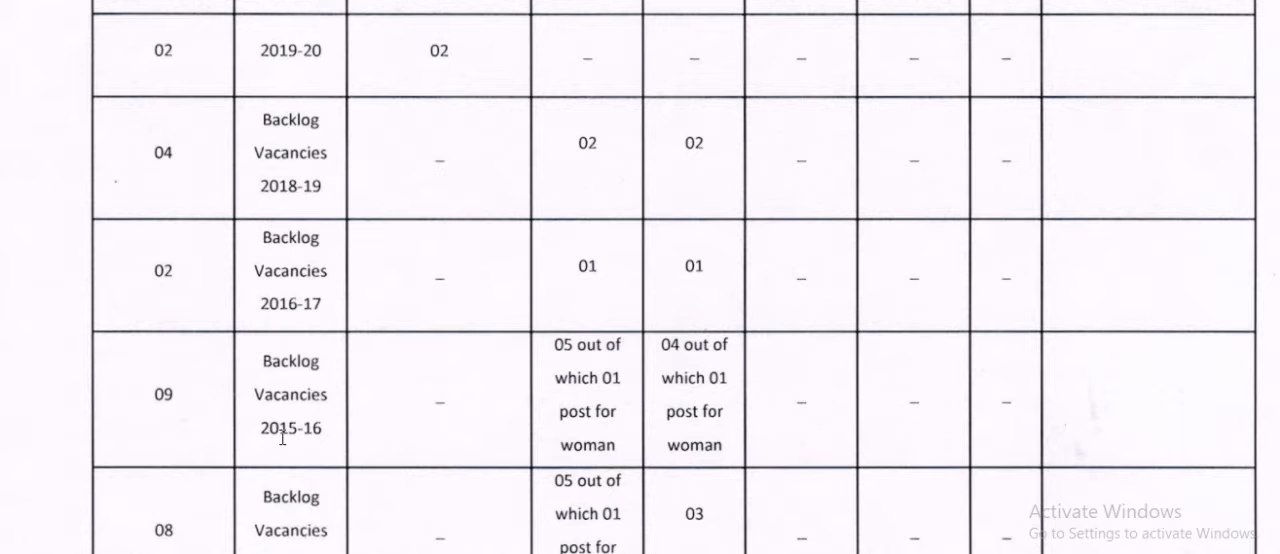 02 2019-20 02 _ _ _ _ _
Backlog
04 Vacancies _ 02 02 _ _ _
2018-19
Backlog
02 Vacancies _ 01 01 _ _ _
2016-17
05 out of 04 out of
Backlog which 01 which 01
09 Vacancies _ post for post for _ _ _
2015-16 woman woman
05 out of
Backlog which 01 03
08 Vacancies _ post for _ _ _
Activate Windows
Go to Settings to activate Windows.